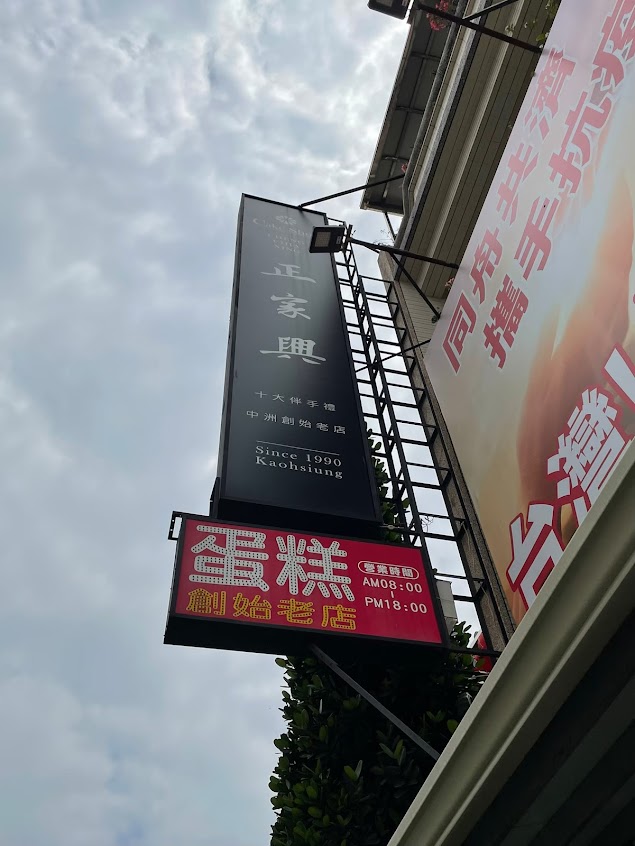 正家興
十大伴手禮
中洲創始老店
Since 1990
Kaohsiung
蛋糕
創始老店
營業時間
AM08:00
|
PM18:00
同舟共濟
攜手抗疫
台灣